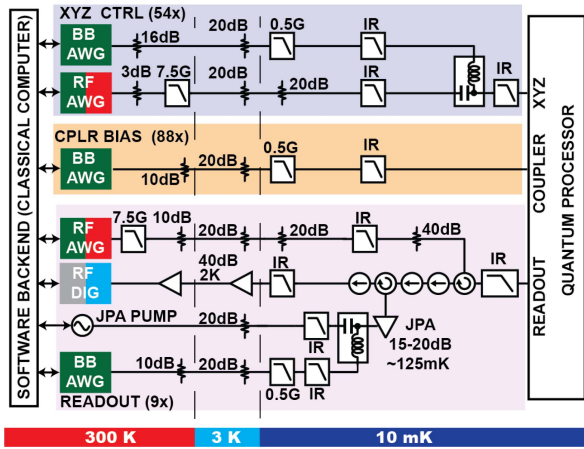 SOFTWARE BACKEND (CLASSICAL COMPUTER)
XYZ CTRL (54x)
BB
AWG
16dB
20dB
0.5G
IR
RF
AWG
3dB
7.5G
20dB
20dB
IR
IR
XYZ
CPLR BIAS (88x)
BB
AWG
10dB
20dB
0.5G
IR
COUPLER
RF
AWG
7.5G
10dB
20dB
20dB
IR
40dB
RF
DIG
40dB
2K
IR
IR
READOUT
JPA PUMP
20dB
IR
JPA
15-20dB
~125mK
BB
AWG
10dB
20dB
0.5G
IR
READOUT (9x)
QUANTUM PROCESSOR
300 K
3 K
10 mK